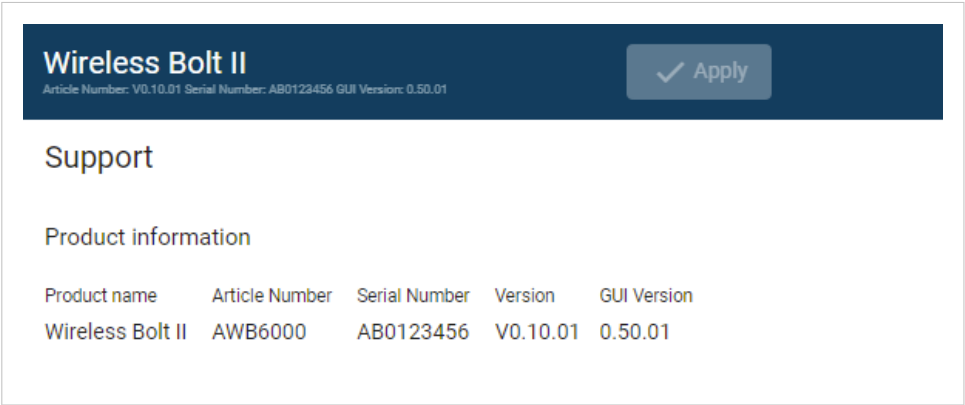 Wireless Bolt II
Article Number: V0.10.01 Serial Number: AB0123456 GUI Version: 0.50.01
Apply
Support
Product information
Product name Article Number Serial Number Version GUI Version
Wireless Bolt II AWB6000 AB0123456 V0.10.01 0.50.01